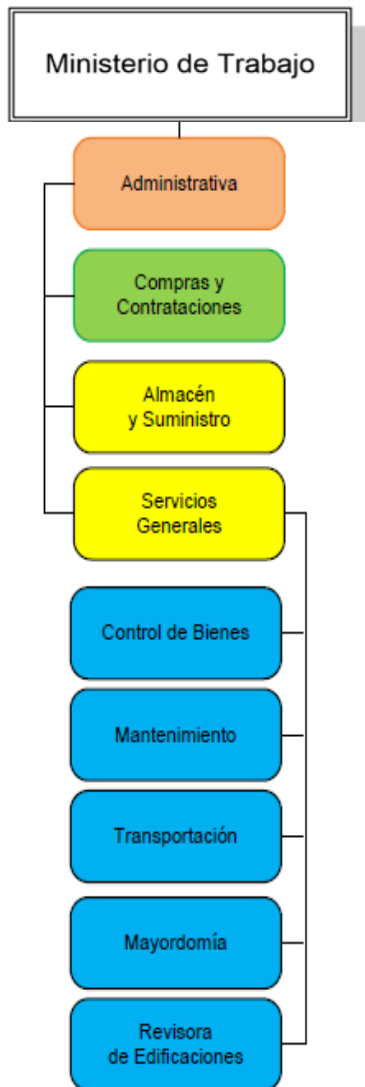 Ministerio de Trabajo
Administrativa
Compras y
Contrataciones
Almacén
y Suministro
Servicios
Generales
Control de Bienes
Mantenimiento
Transportación
Mayordomía
Revisora
de Edificaciones